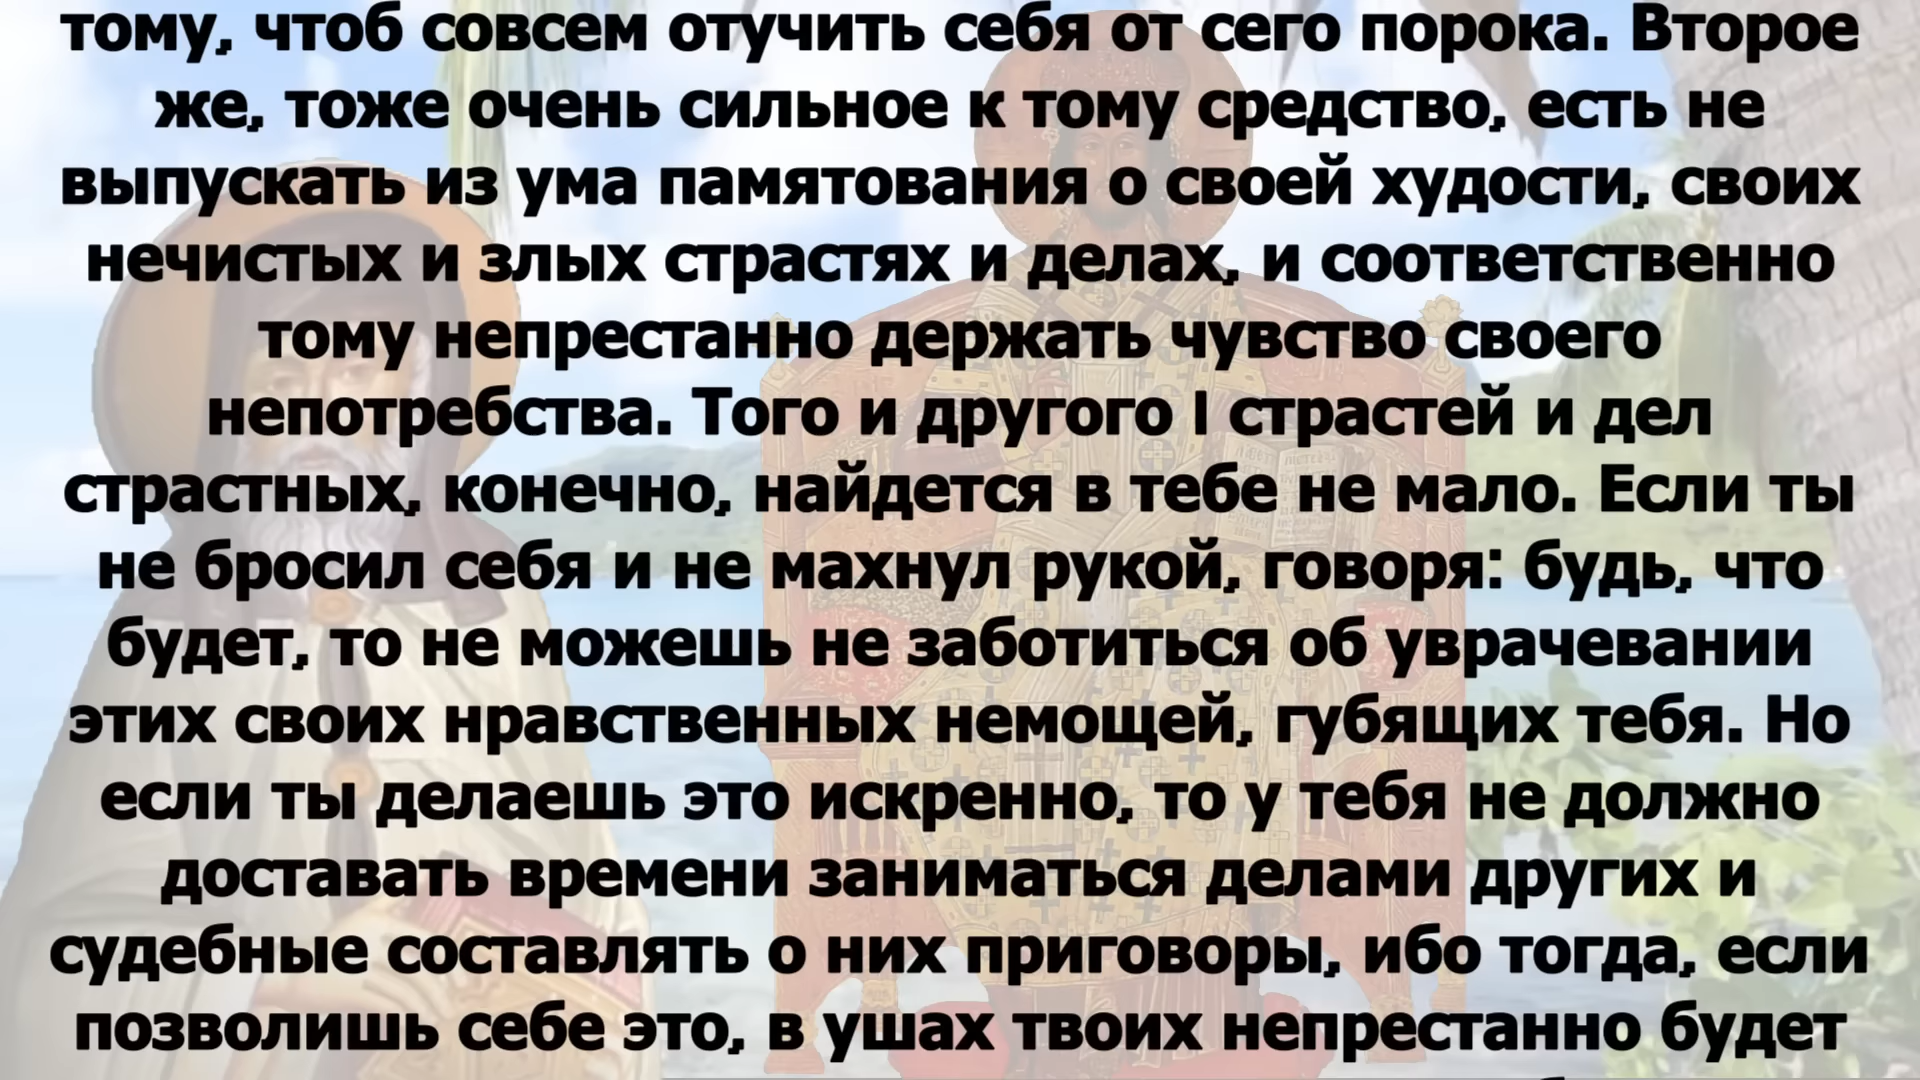 тому, чтоб совсем отучить себя от сего порока. Второе
же, тоже очень сильное к тому средство, есть не
выпускать из ума памятования о своей худости, своих
нечистых и злых страстях и делах, и соответственно
тому непрестанно держать чувство своего
непотребства. Того и другого | страстей и дел
страстных, конечно, найдется в тебе не мало. Если ты
не бросил себя и не махнул рукой, говоря: будь, что
будет, то не можешь не заботиться об уврачевании
этих своих нравственных немощей, губящих тебя. Но
если ты делаешь это искренно, то у тебя не должно
доставать времени заниматься делами других и
судебные составлять о них приговоры, ибо тогда, если
позволишь себе это, в ушах твоих непрестанно будет